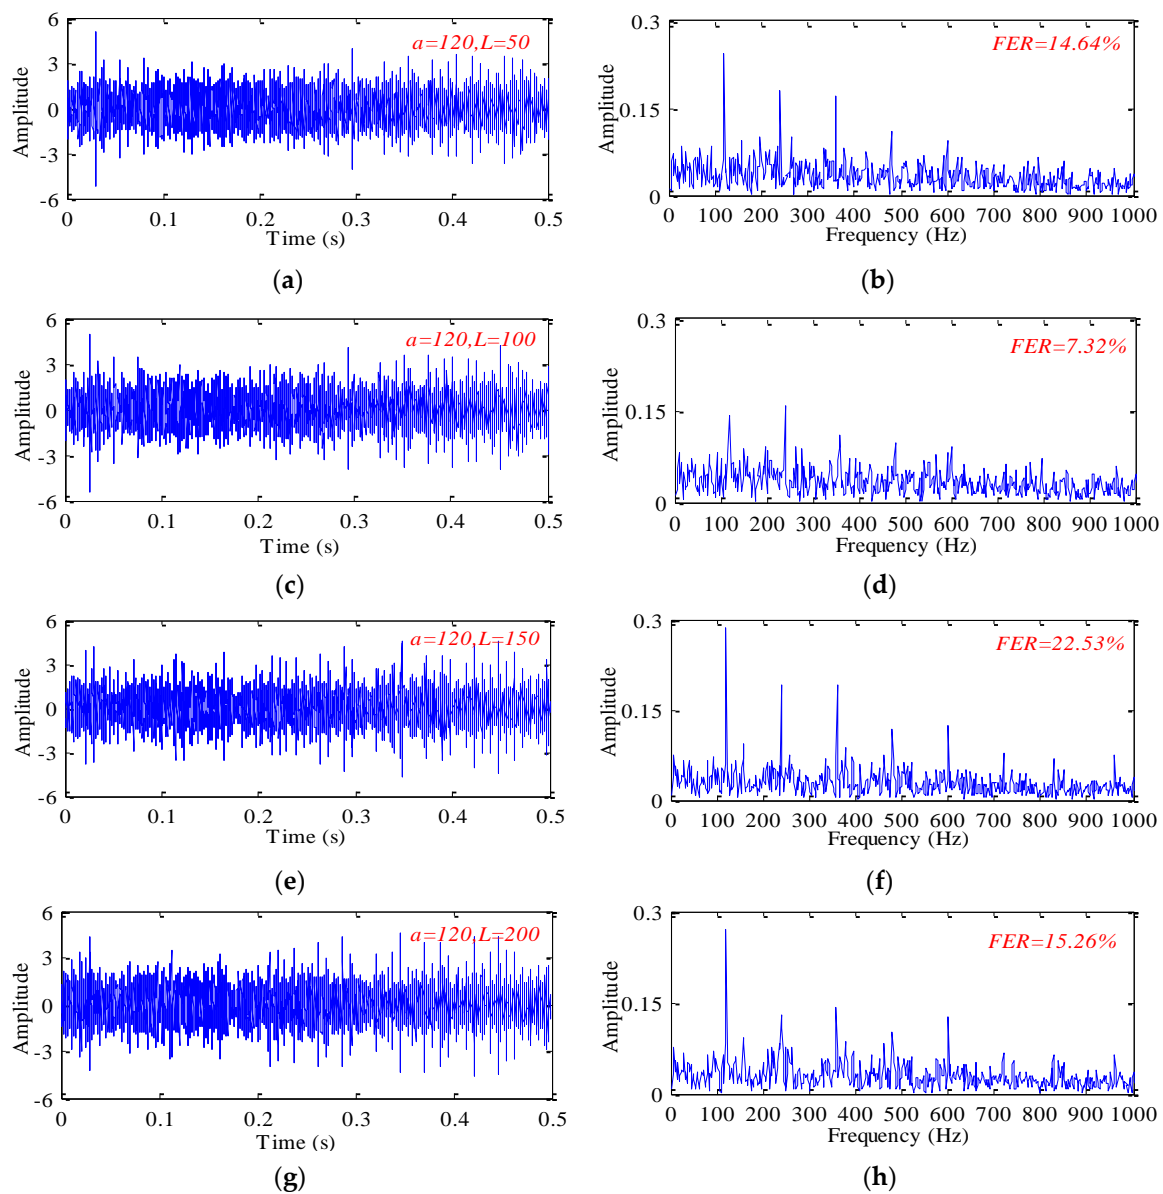 6
3
0
-3
-6
Amplitude
a=120,L=50
0 0.1 0.2 0.3 0.4 0.5
Time (s)
(a)
0.3
0.15
0
Amplitude
FER=14.64%
0 100 200 300 400 500 600 700 800 900 1000
Frequency (Hz)
(b)
6
3
0
-3
-6
Amplitude
a=120,L=100
0 0.1 0.2 0.3 0.4 0.5
Time (s)
(c)
0.3
0.15
0
Amplitude
FER=7.32%
0 100 200 300 400 500 600 700 800 900 1000
Frequency (Hz)
(d)
6
3
0
-3
-6
Amplitude
a=120,L=150
0 0.1 0.2 0.3 0.4 0.5
Time (s)
(e)
0.3
0.15
0
Amplitude
FER=22.53%
0 100 200 300 400 500 600 700 800 900 1000
Frequency (Hz)
(f)
6
3
0
-3
-6
Amplitude
a=120,L=200
0 0.1 0.2 0.3 0.4 0.5
Time (s)
(g)
0.3
0.15
0
Amplitude
FER=15.26%
0 100 200 300 400 500 600 700 800 900 1000
Frequency (Hz)
(h)